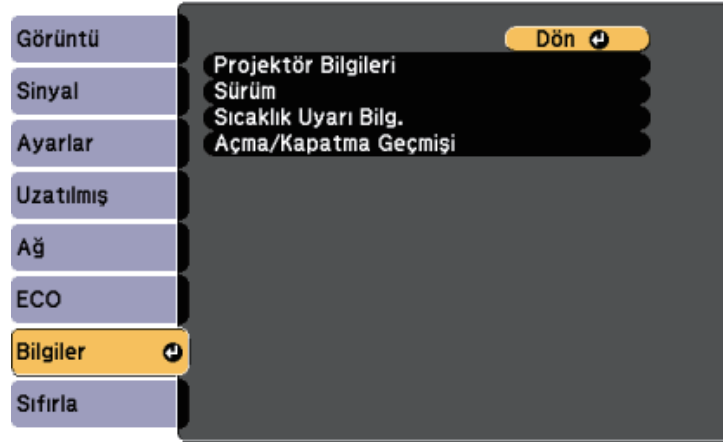 Görüntü
Sinyal
Ayarlar
Uzatılmış
Ağ
ECO
Bilgiler
Sıfırla
Dön
Projektör Bilgileri
Sürüm
Sıcaklık Uyarı Bilg.
Açma/Kapatma Geçmişi